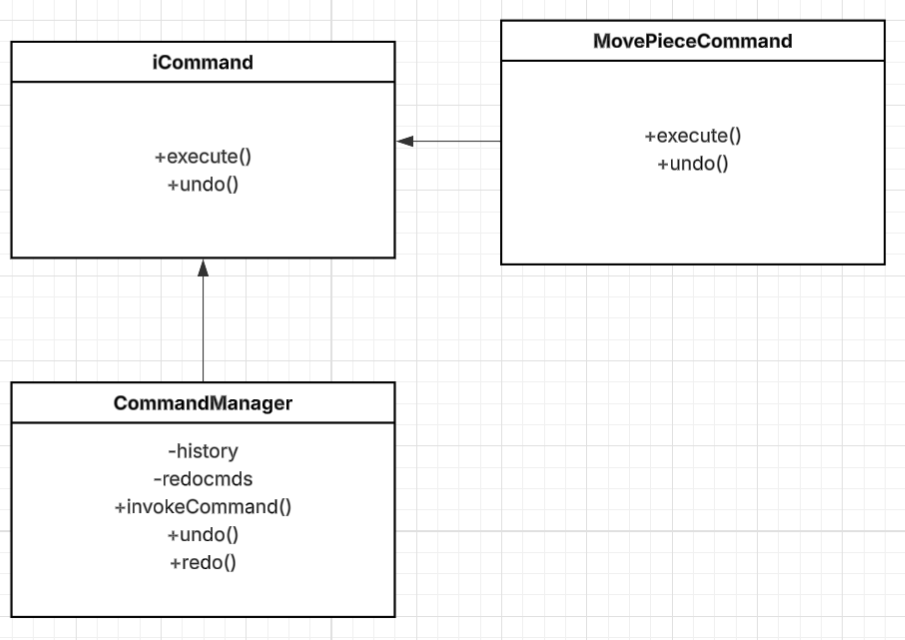 iCommand
+execute()
+undo()
MovePieceCommand
+execute()
+undo()
CommandManager
-history
-redocmds
+invokeCommand()
+undo()
+redo()